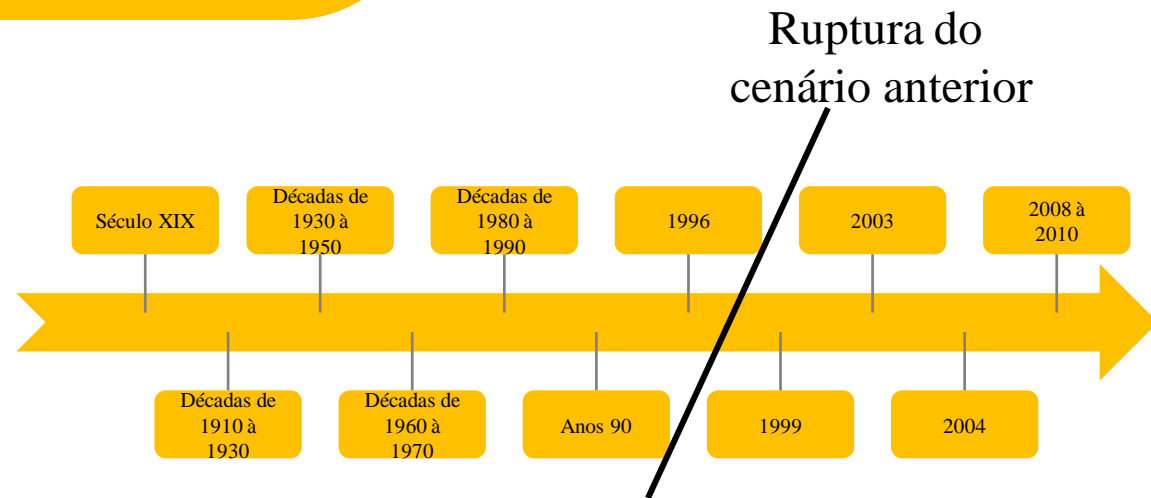 Ruptura do
cenário anterior
Século XIX
Décadas de
1930 à
1950
Décadas de
1980 à
1990
1996
2003
2008 à
2010
Décadas de
1910 à
1930
Décadas de
1960 à
1970
Anos 90
1999
2004